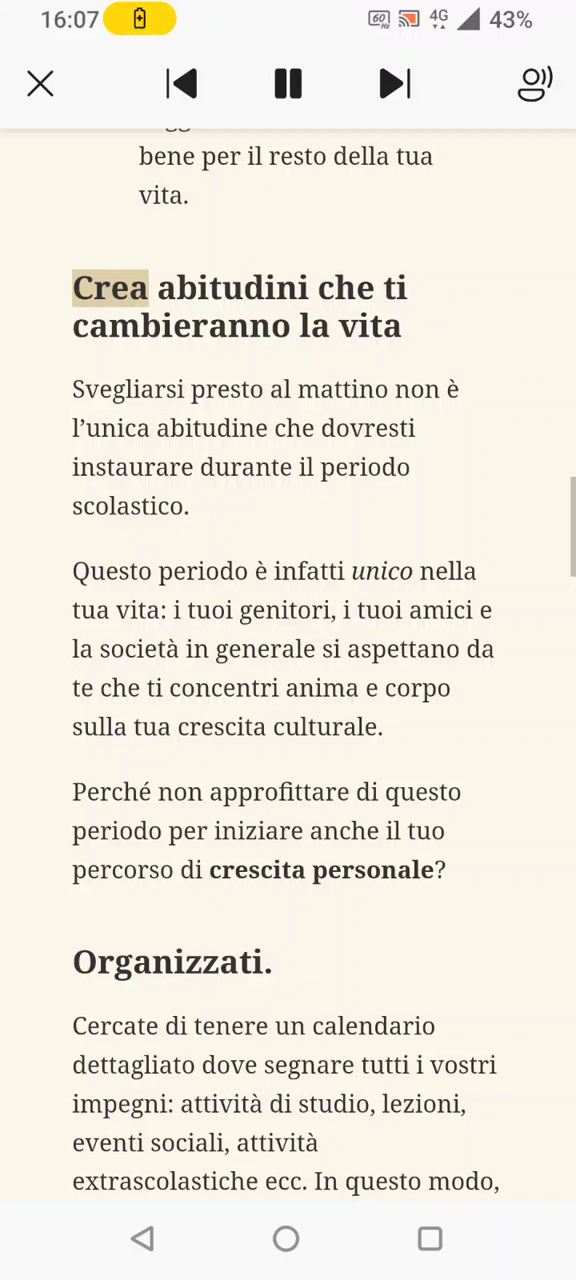 16:07
60
Hz
4G
43%
bene per il resto della tua
vita.
Crea abitudini che ti
cambieranno la vita
Svegliarsi presto al mattino non è
l’unica abitudine che dovresti
instaurare durante il periodo
scolastico.
Questo periodo è infatti unico nella
tua vita: i tuoi genitori, i tuoi amici e
la società in generale si aspettano da
te che ti concentri anima e corpo
sulla tua crescita culturale.
Perché non approfittare di questo
periodo per iniziare anche il tuo
percorso di crescita personale?
Organizzati.
Cercate di tenere un calendario
dettagliato dove segnare tutti i vostri
impegni: attività di studio, lezioni,
eventi sociali, attività
extrascolastiche ecc. In questo modo,